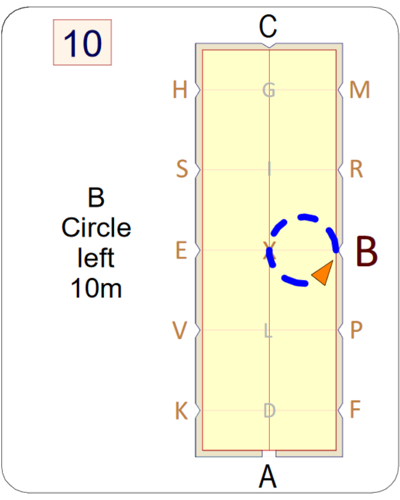 10
C
H G M
S I R
B
Circle
left
10m
E X B
V L P
K D F
A